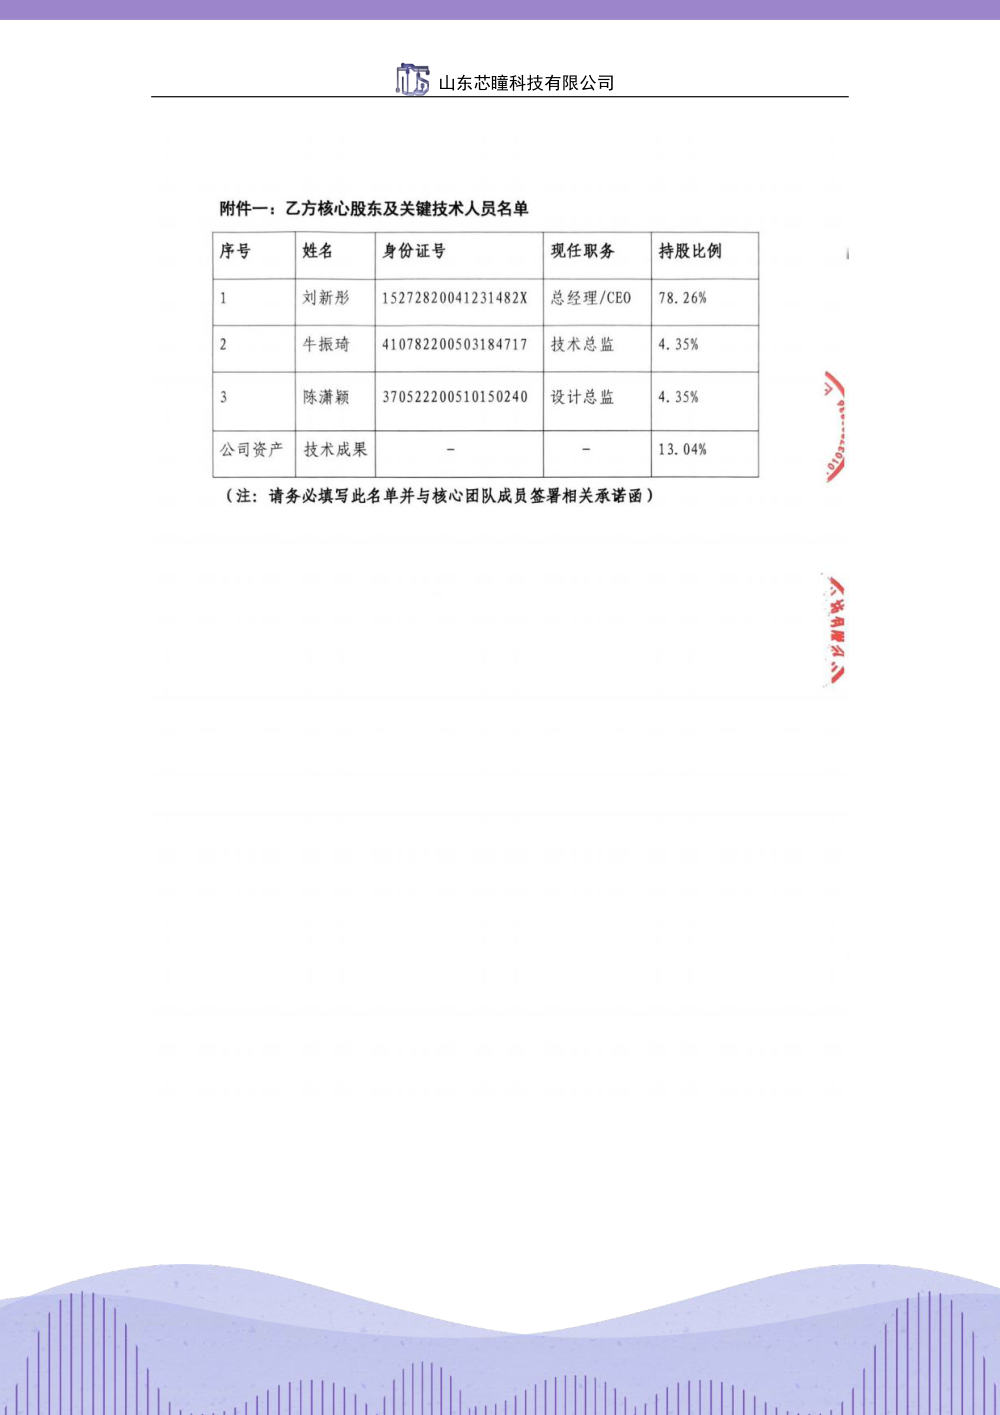 山东芯瞳科技有限公司
附件一：乙方核心股东及关键技术人员名单
序号 姓名 身份证号 现任职务 持股比例
1 刘新彤 15272820041231482X 总经理/CEO 78.26%
2 牛振琦 410782200503184717 技术总监 4.35%
3 陈潇颖 370522200510150240 设计总监 4.35%
公司资产 技术成果 － － 13.04%
（注：请务必填写此名单并与核心团队成员签署相关承诺函）
有限公